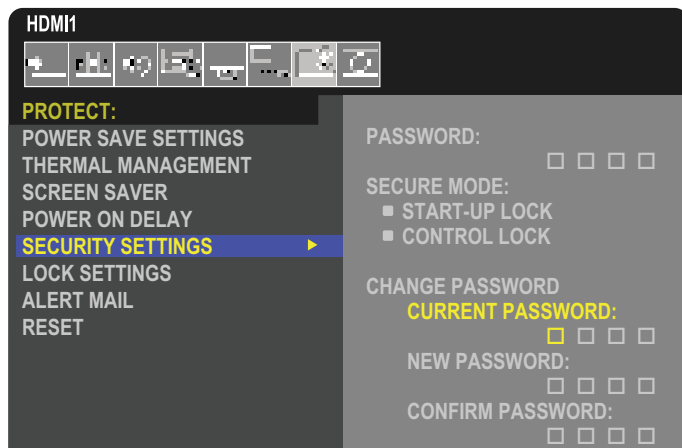 HDMI1
PROTECT:
POWER SAVE SETTINGS
THERMAL MANAGEMENT
SCREEN SAVER
POWER ON DELAY
SECURITY SETTINGS
LOCK SETTINGS
ALERT MAIL
RESET
PASSWORD:
SECURE MODE:
START-UP LOCK
CONTROL LOCK
CHANGE PASSWORD
CURRENT PASSWORD:
NEW PASSWORD:
CONFIRM PASSWORD: